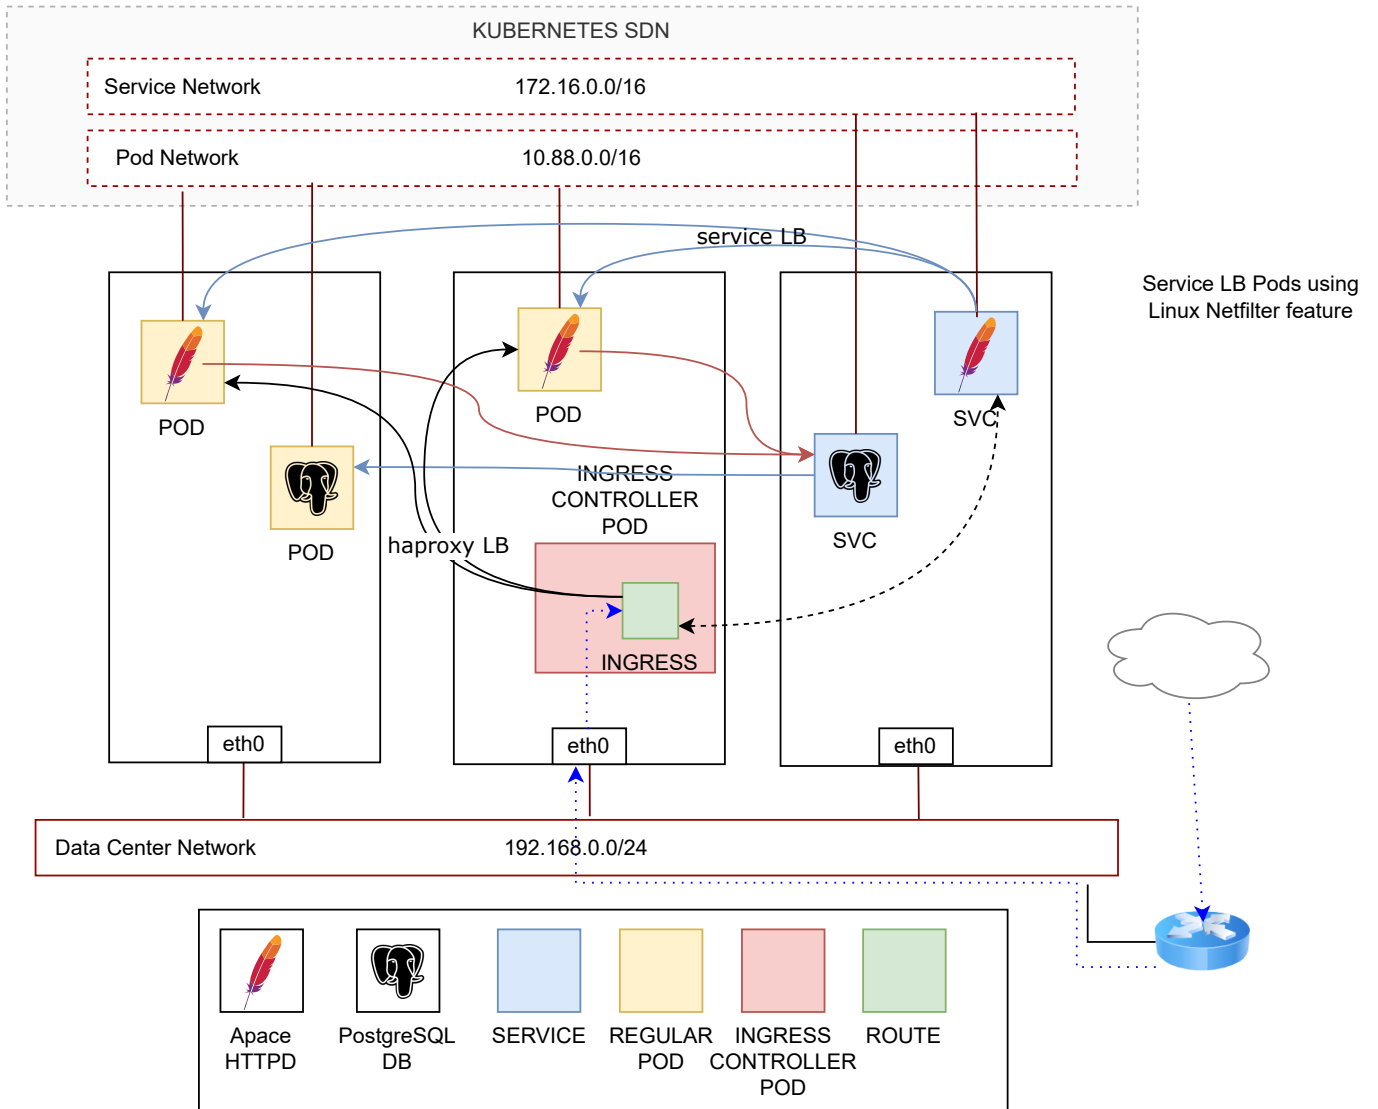 KUBERNETES SDN
Service Network
172.16.0.0/16
Pod Network
10.88.0.0/16
service LB
Service LB Pods using
Linux Netfilter feature
POD
POD
SVC
POD
INGRESS
CONTROLLER
POD
SVC
haproxy LB
INGRESS
eth0
eth0
eth0
Data Center Network
192.168.0.0/24
Apace
HTTPD
PostgreSQL
DB
SERVICE
REGULAR
POD
INGRESS
CONTROLLER
POD
ROUTE